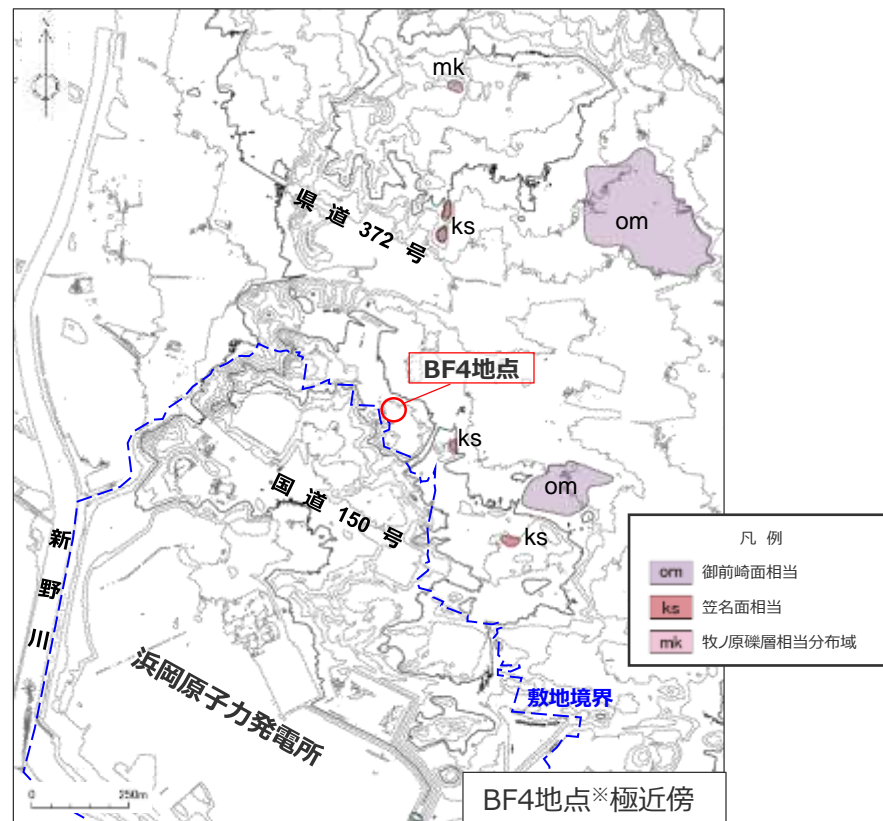 mk
県道 372 号
ks
om
BF4地点
ks
om
国道 150 号
ks
新野川
凡 例
om 御前崎面相当
ks 笠名面相当
mk 牧ノ原礫層相当分布域
浜岡原子力発電所
敷地境界
0 250m
BF4地点※極近傍